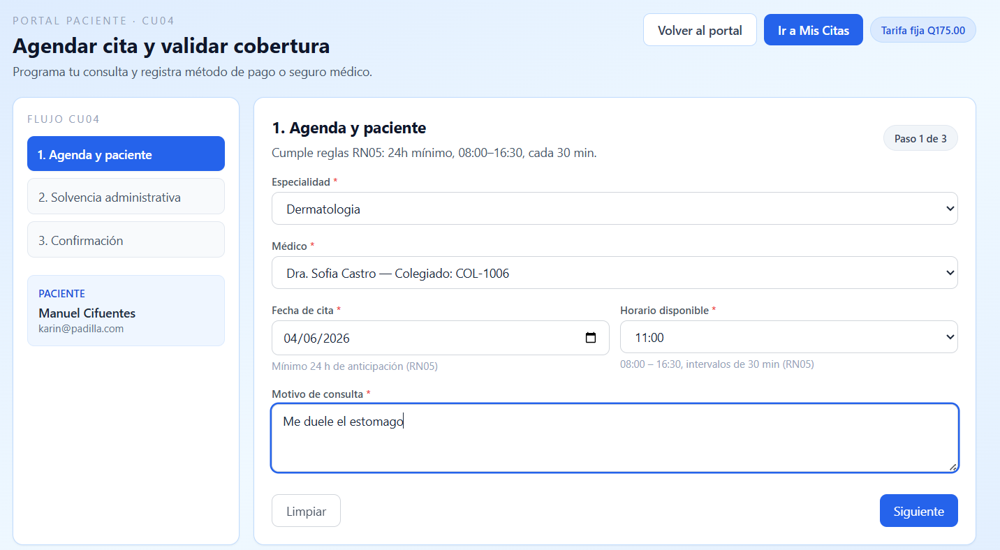 PORTAL PACIENTE · CU04
Agendar cita y validar cobertura
Programa tu consulta y registra método de pago o seguro médico.
Volver al portal
Ir a Mis Citas
Tarifa fija Q175.00
FLUJO CU04
1. Agenda y paciente
2. Solvencia administrativa
3. Confirmación
PACIENTE
Manuel Cifuentes
karin@padilla.com
1. Agenda y paciente
Cumple reglas RN05: 24h mínimo, 08:00–16:30, cada 30 min.
Paso 1 de 3
Especialidad *
Dermatologia
Médico *
Dra. Sofia Castro — Colegiado: COL-1006
Fecha de cita *
04/06/2026
Mínimo 24 h de anticipación (RN05)
Horario disponible *
11:00
08:00 – 16:30, intervalos de 30 min (RN05)
Motivo de consulta *
Me duele el estomago
Limpiar
Siguiente